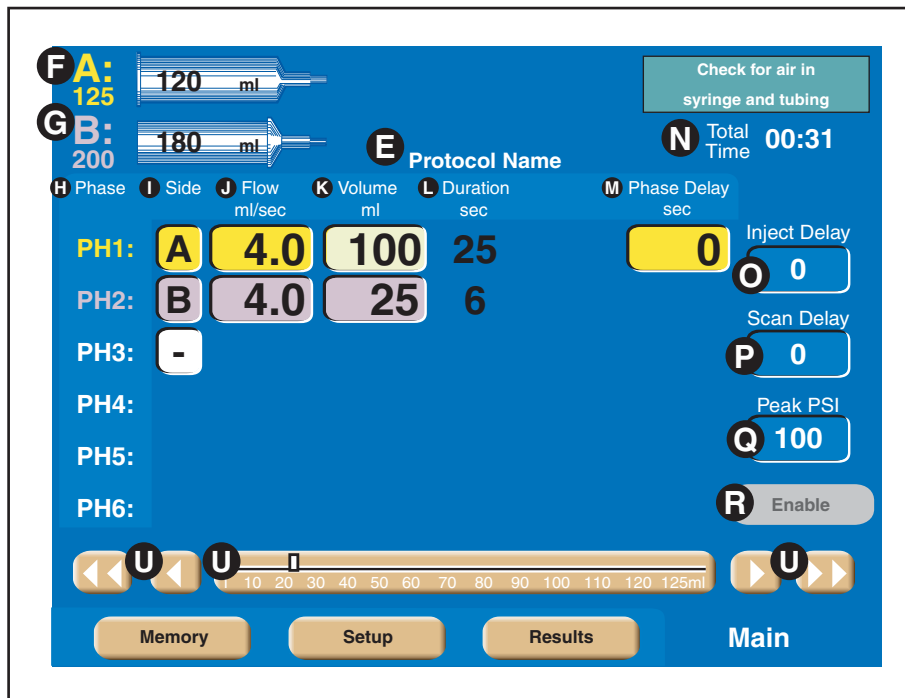 F A: 120 ml
125
G B: 180 ml
200
Check for air in
syringe and tubing
N Total Time 00:31
E Protocol Name
H Phase I Side J Flow K Volume L Duration M Phase Delay
ml/sec ml sec sec
PH1: A 4.0 100 25 0
PH2: B 4.0 25 6
PH3: -
PH4:
PH5:
PH6:
Inject Delay
O 0
Scan Delay
P 0
Peak PSI
Q 100
R Enable
U U U
1 10 20 30 40 50 60 70 80 90 100 110 120 125ml
Memory Setup Results Main